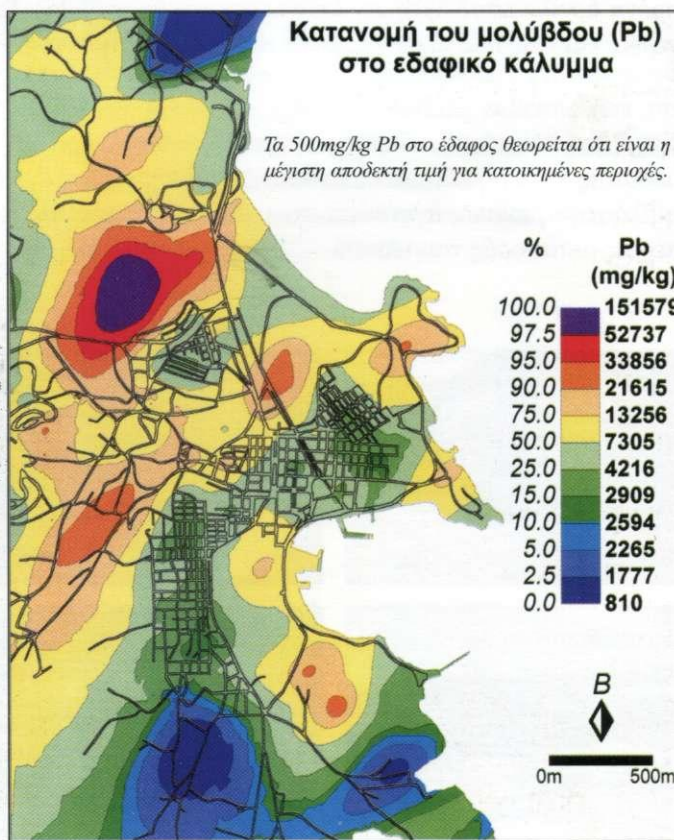 Κατανομή του μολύβδου (Pb)
στο εδαφικό κάλυμμα
Τα 500mg/kg Pb στο έδαφος θεωρείται ότι είναι η
μέγιστη αποδεκτή τιμή για κατοικημένες περιοχές.
% Pb
(mg/kg)
100.0 151579
97.5 52737
95.0 33856
90.0 21615
75.0 13256
50.0 7305
25.0 4216
15.0 2909
10.0 2594
5.0 2265
2.5 1777
0.0 810
B
0m 500m